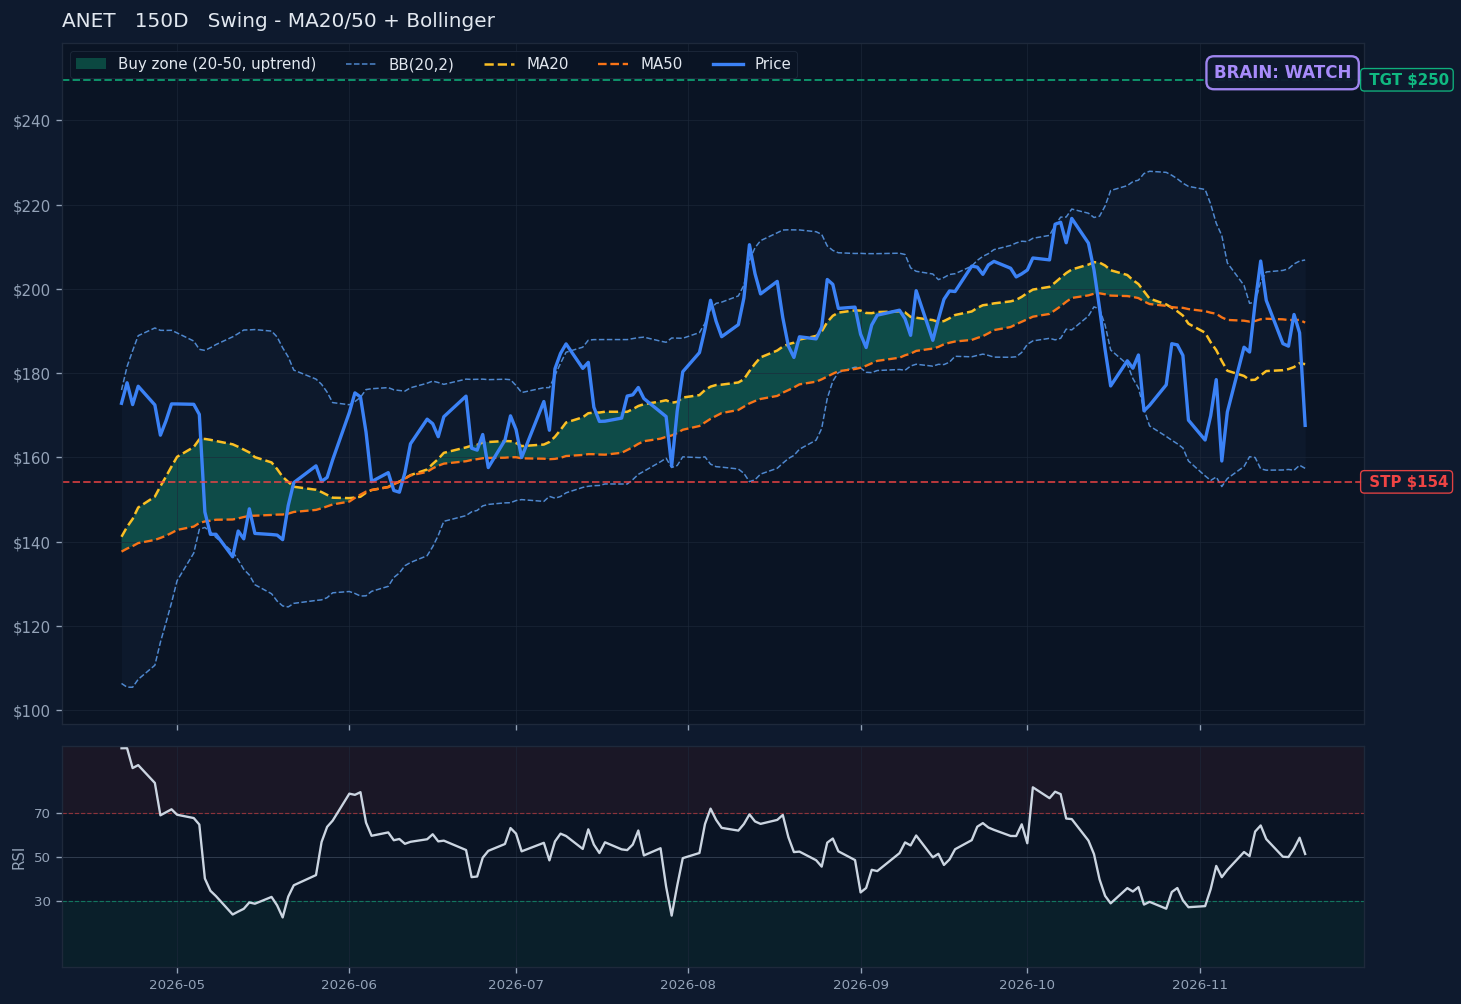 ANET   150D   Swing - MA20/50 + Bollinger
Buy zone (20-50, uptrend)   BB(20,2)   MA20   MA50   Price
BRAIN: WATCH
TGT $250
$240
$220
$200
$180
$160
STP $154
$140
$120
$100
RSI
70
50
30
2026-05   2026-06   2026-07   2026-08   2026-09   2026-10   2026-11